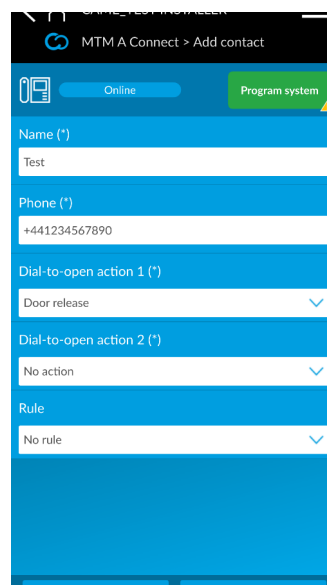 MTM A Connect > Add contact
Online
Program system
Name (*)
Test
Phone (*)
+441234567890
Dial-to-open action 1 (*)
Door release
Dial-to-open action 2 (*)
No action
Rule
No rule